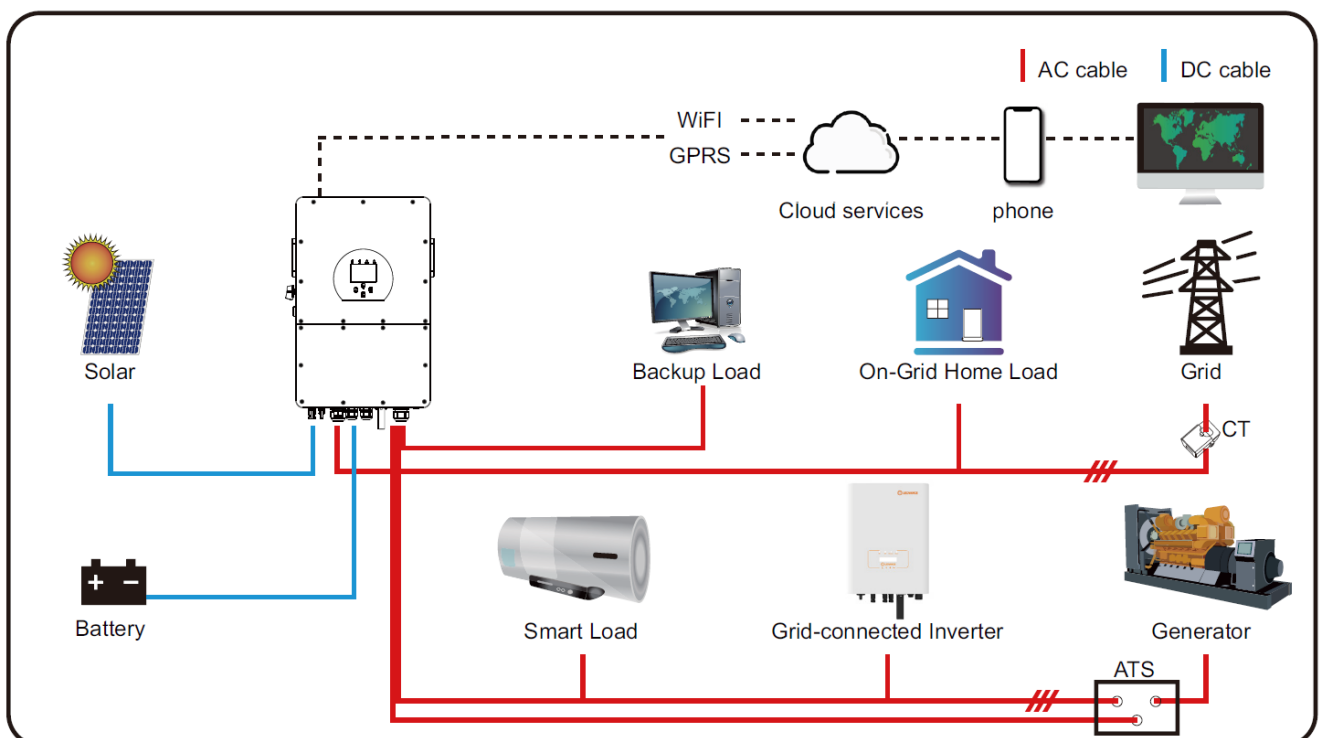 AC cable
DC cable
WiFI
GPRS
Cloud services
phone
Solar
Backup Load
On-Grid Home Load
Grid
CT
Battery
Smart Load
Grid-connected Inverter
Generator
ATS